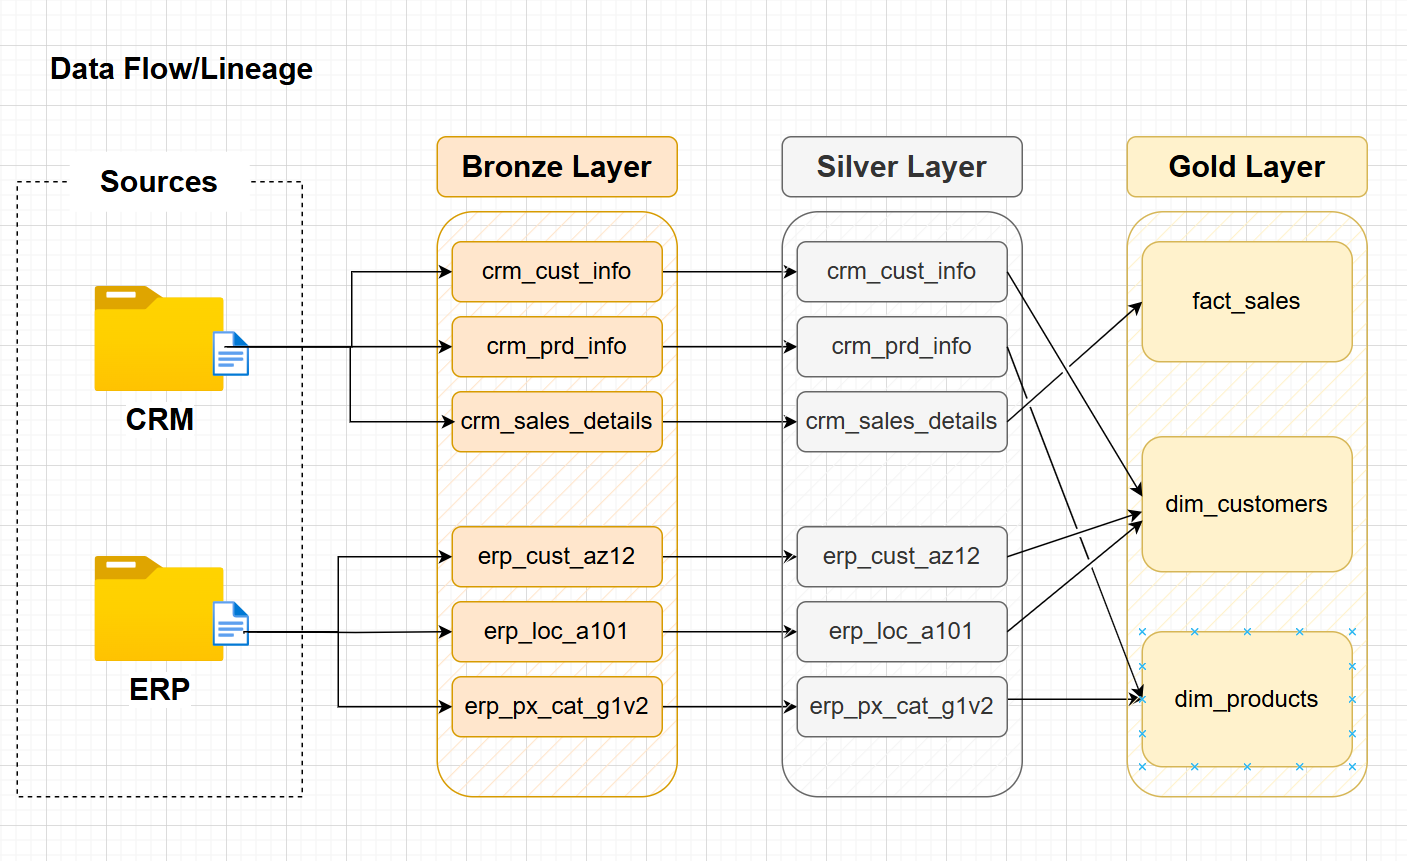 Data Flow/Lineage
Sources
CRM
ERP
Bronze Layer
crm_cust_info
crm_prd_info
crm_sales_details
erp_cust_az12
erp_loc_a101
erp_px_cat_g1v2
Silver Layer
crm_cust_info
crm_prd_info
crm_sales_details
erp_cust_az12
erp_loc_a101
erp_px_cat_g1v2
Gold Layer
fact_sales
dim_customers
dim_products